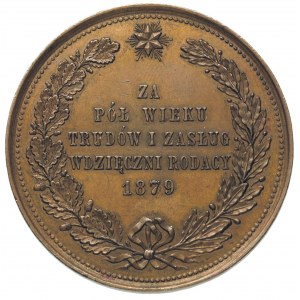 ZA
PÓŁ WIEKU
TRUDÓW I ZASŁUG
WDZIĘCZNI RODACY
1879